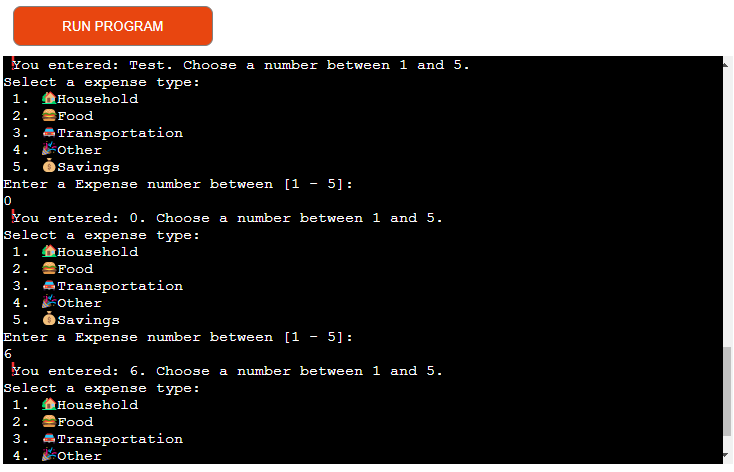 RUN PROGRAM
❗You entered: Test. Choose a number between 1 and 5.
Select a expense type:
1. 🏠Household
2. 🍔Food
3. 🚗Transportation
4. 🎉Other
5. 💰Savings
Enter a Expense number between [1 - 5]:
0
❗You entered: 0. Choose a number between 1 and 5.
Select a expense type:
1. 🏠Household
2. 🍔Food
3. 🚗Transportation
4. 🎉Other
5. 💰Savings
Enter a Expense number between [1 - 5]:
6
❗You entered: 6. Choose a number between 1 and 5.
Select a expense type:
1. 🏠Household
2. 🍔Food
3. 🚗Transportation
4. 🎉Other